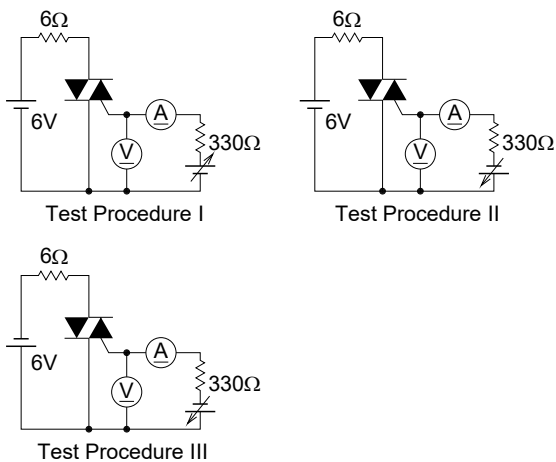 6Ω
6V
A
V
330Ω
Test Procedure I
6Ω
6V
A
V
330Ω
Test Procedure II
6Ω
6V
A
V
330Ω
Test Procedure III